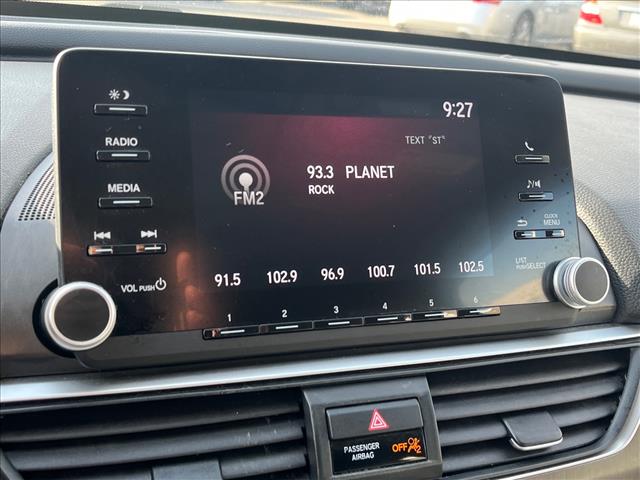 9:27
RADIO
TEXT "ST"
93.3 PLANET
ROCK
FM2
MEDIA
CLOCK
MENU
LIST
PUSH SELECT
VOL PUSH
91.5 102.9 96.9 100.7 101.5 102.5
1 2 3 4 5 6
PASSENGER
AIRBAG
OFF
2